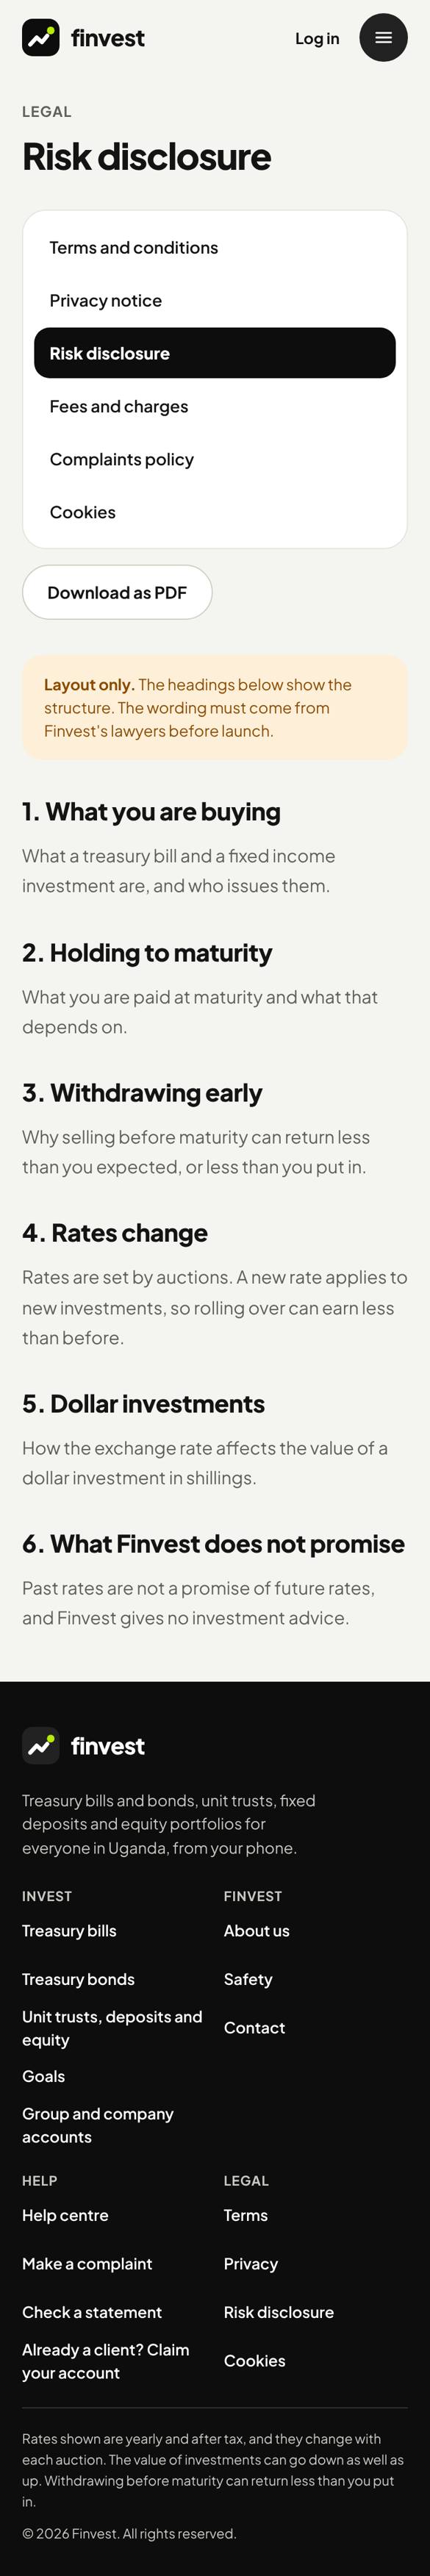 finvest
Log in
LEGAL
Risk disclosure
Terms and conditions
Privacy notice
Risk disclosure
Fees and charges
Complaints policy
Cookies
Download as PDF
Layout only. The headings below show the
structure. The wording must come from
Finvest's lawyers before launch.
1. What you are buying
What a treasury bill and a fixed income
investment are, and who issues them.
2. Holding to maturity
What you are paid at maturity and what that
depends on.
3. Withdrawing early
Why selling before maturity can return less
than you expected, or less than you put in.
4. Rates change
Rates are set by auctions. A new rate applies to
new investments, so rolling over can earn less
than before.
5. Dollar investments
How the exchange rate affects the value of a
dollar investment in shillings.
6. What Finvest does not promise
Past rates are not a promise of future rates,
and Finvest gives no investment advice.
finvest
Treasury bills and bonds, unit trusts, fixed
deposits and equity portfolios for
everyone in Uganda, from your phone.
INVEST
Treasury bills
Treasury bonds
Unit trusts, deposits and
equity
Goals
Group and company
accounts
FINVEST
About us
Safety
Contact
HELP
Help centre
Make a complaint
Check a statement
Already a client? Claim
your account
LEGAL
Terms
Privacy
Risk disclosure
Cookies
Rates shown are yearly and after tax, and they change with
each auction. The value of investments can go down as well as
up. Withdrawing before maturity can return less than you put
in.
© 2026 Finvest. All rights reserved.